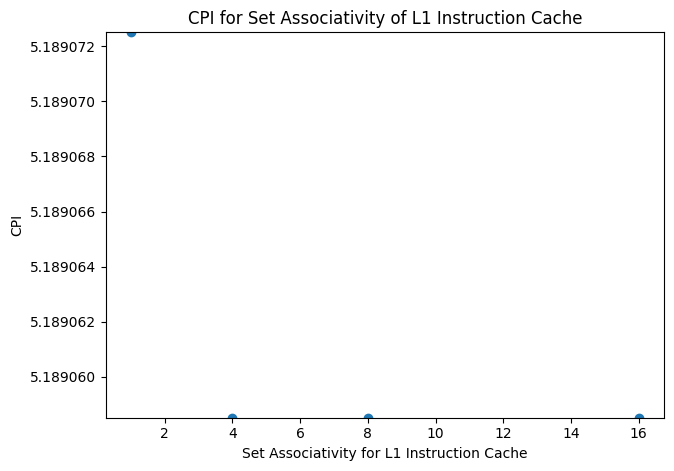 CPI for Set Associativity of L1 Instruction Cache
5.189072
5.189070
5.189068
5.189066
5.189064
5.189062
5.189060
CPI
2 4 6 8 10 12 14 16
Set Associativity for L1 Instruction Cache